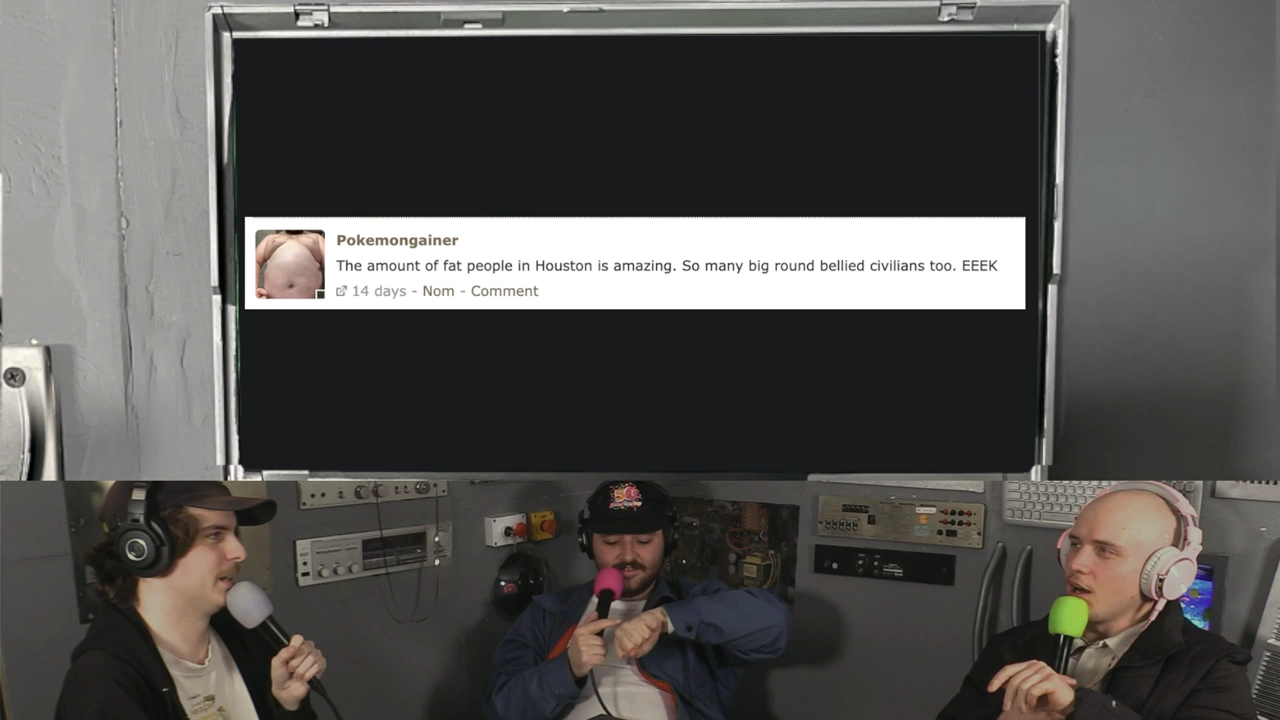 Pokemongainer
The amount of fat people in Houston is amazing. So many big round bellied civilians too. EEEK
14 days - Nom - Comment
50